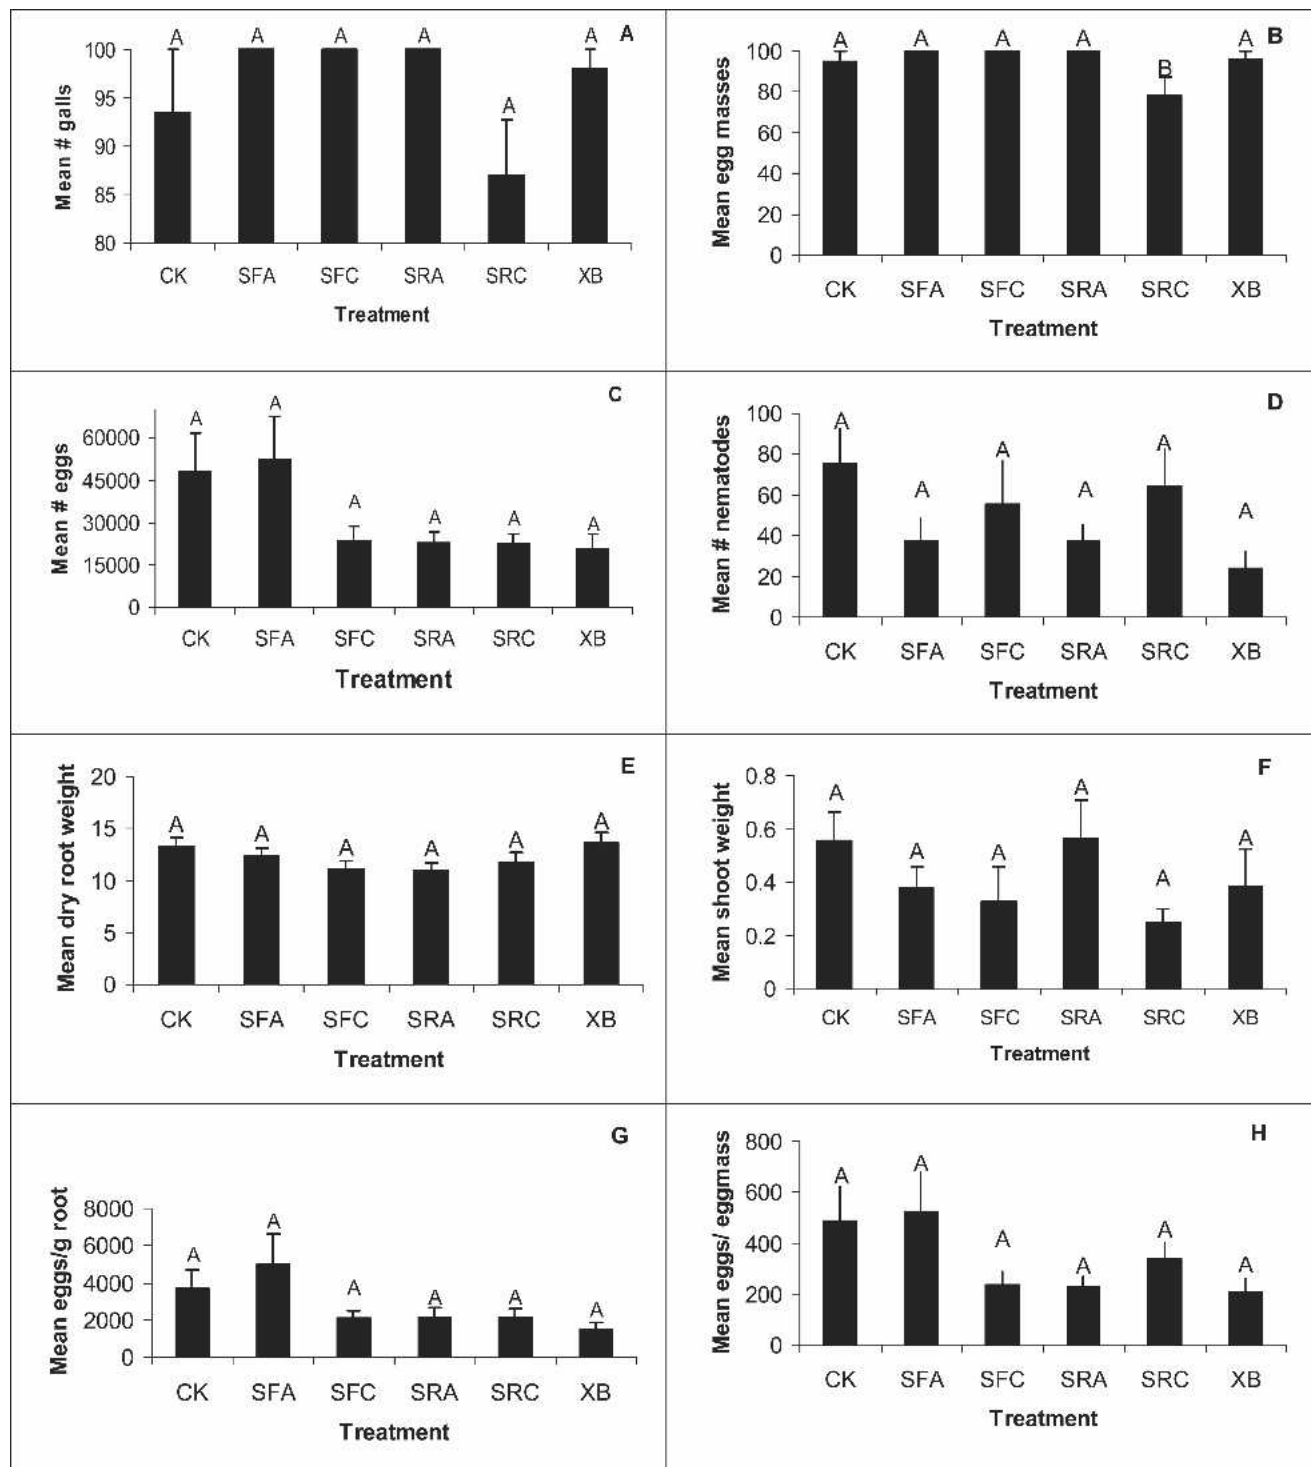 A
A A A A A A
Mean # galls
100
95
90
85
80
CK SFA SFC SRA SRC XB
Treatment
B
A A A A B A
Mean egg masses
100
80
60
40
20
0
CK SFA SFC SRA SRC XB
Treatment
C
A A A A A A
Mean # eggs
60000
45000
30000
15000
0
CK SFA SFC SRA SRC XB
Treatment
D
A A A A A A
Mean # nematodes
100
80
60
40
20
0
CK SFA SFC SRA SRC XB
Treatment
E
A A A A A A
Mean dry root weight
20
15
10
5
0
CK SFA SFC SRA SRC XB
Treatment
F
A A A A A A
Mean shoot weight
0.8
0.6
0.4
0.2
0
CK SFA SFC SRA SRC XB
Treatment
G
A A A A A A
Mean eggs/g root
8000
6000
4000
2000
0
CK SFA SFC SRA SRC XB
Treatment
H
A A A A A A
Mean eggs/ eggmass
800
600
400
200
0
CK SFA SFC SRA SRC XB
Treatment